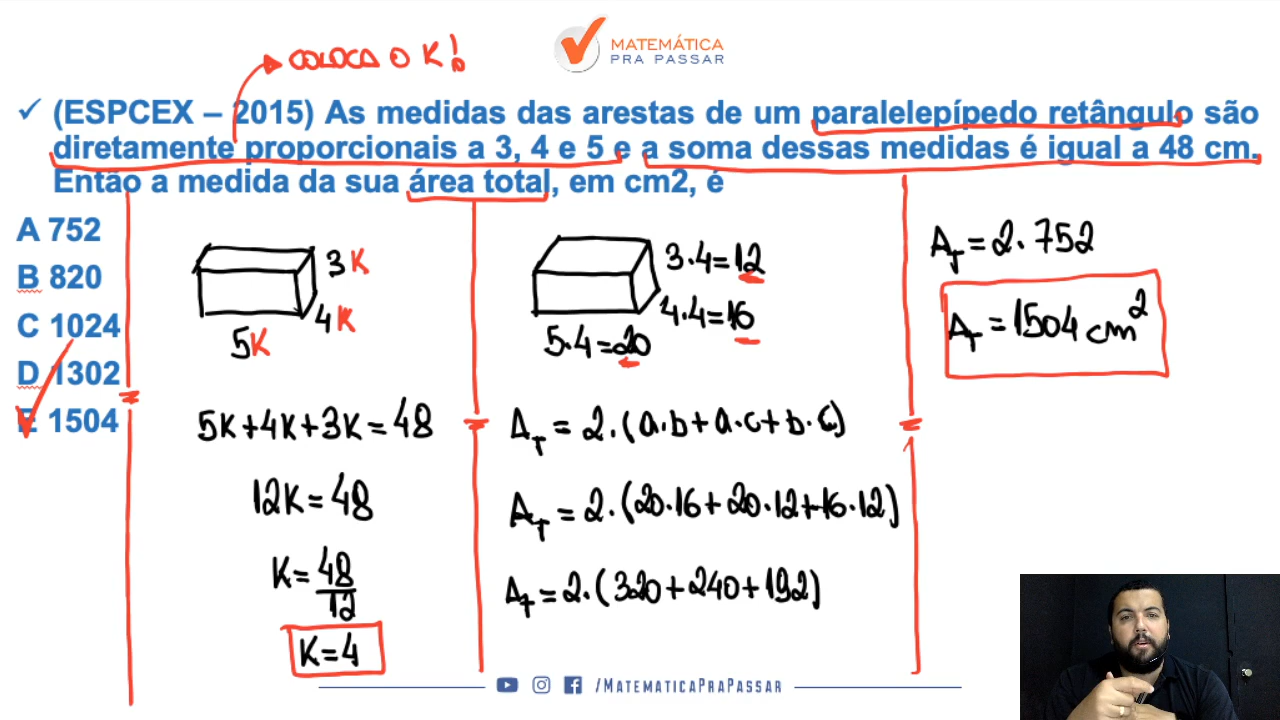 COLOCA O K!
MATEMÁTICA
PRA PASSAR
✓ (ESPCEX – 2015) As medidas das arestas de um paralelepípedo retângulo são
diretamente proporcionais a 3, 4 e 5 e a soma dessas medidas é igual a 48 cm.
Então a medida da sua área total, em cm2, é
A 752
B 820
C 1024
D 1302
E 1504
3K
4K
5K
5K+4K+3K=48
12K=48
K=48/12
K=4
3.4=12
4.4=16
5.4=20
AT = 2.(a.b+a.c+b.c)
AT = 2.(20.16+20.12+16.12)
AT = 2.(320+240+192)
AT = 2.752
AT = 1504 cm²
/MatematicaPraPassar